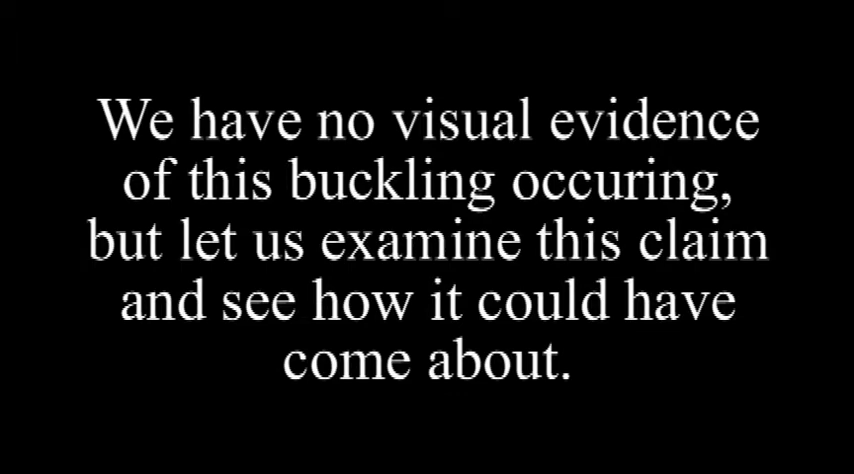 We have no visual evidence
of this buckling occuring,
but let us examine this claim
and see how it could have
come about.